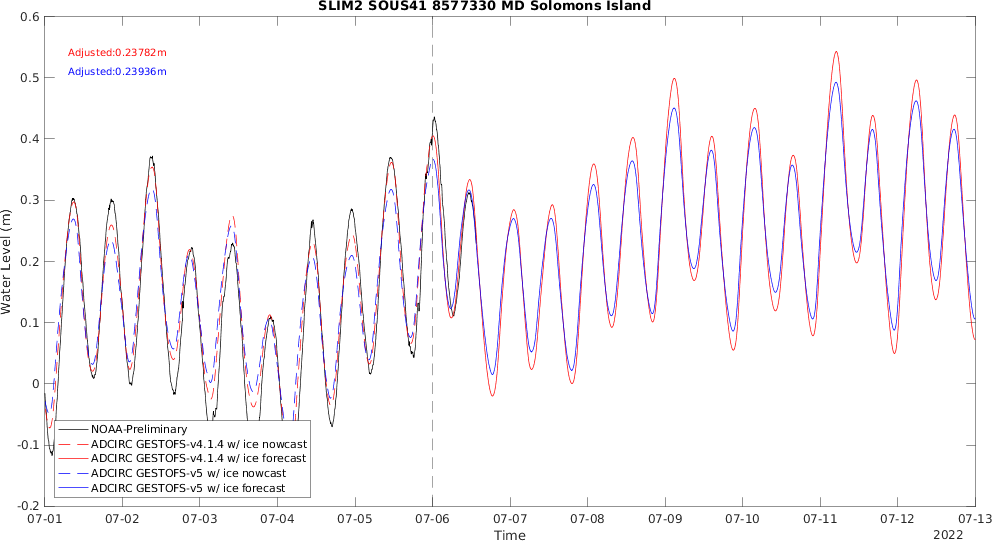 SLIM2 SOUS41 8577330 MD Solomons Island
0.6
Adjusted:0.23782m
Adjusted:0.23936m
0.5
0.4
0.3
0.2
0.1
0
-0.1
-0.2
Water Level (m)
NOAA-Preliminary
ADCIRC GESTOFS-v4.1.4 w/ ice nowcast
ADCIRC GESTOFS-v4.1.4 w/ ice forecast
ADCIRC GESTOFS-v5 w/ ice nowcast
ADCIRC GESTOFS-v5 w/ ice forecast
07-01 07-02 07-03 07-04 07-05 07-06 07-07 07-08 07-09 07-10 07-11 07-12 07-13
Time
2022